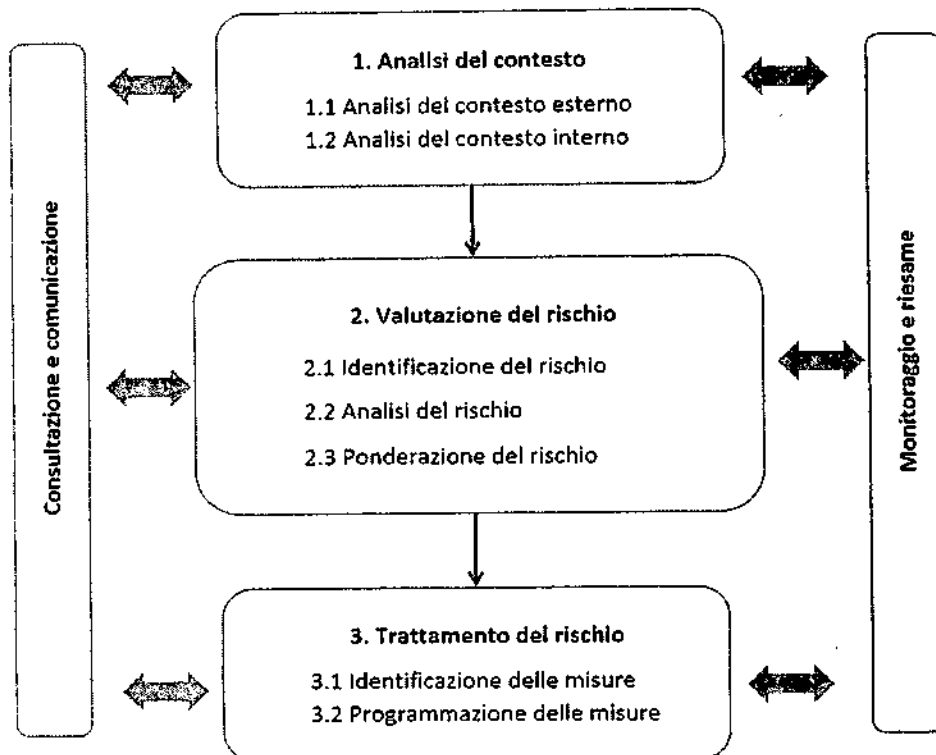 Consultazione e comunicazione
1. Analisi del contesto
1.1 Analisi del contesto esterno
1.2 Analisi del contesto interno
2. Valutazione del rischio
2.1 Identificazione del rischio
2.2 Analisi del rischio
2.3 Ponderazione del rischio
3. Trattamento del rischio
3.1 Identificazione delle misure
3.2 Programmazione delle misure
Monitoraggio e riesame